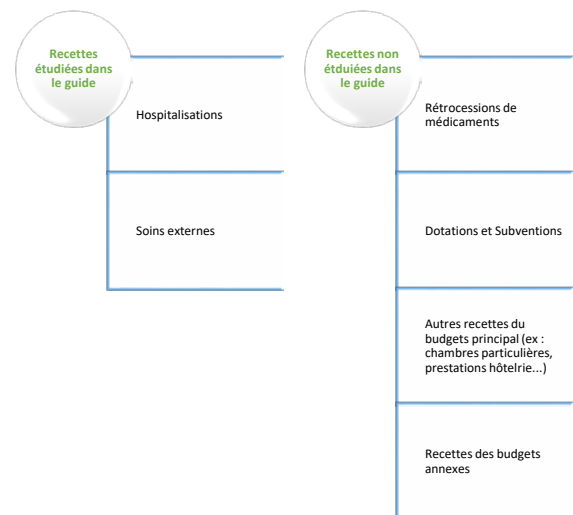 Recettes
étudiées dans
le guide
Hospitalisations
Soins externes
Recettes non
étduiées dans
le guide
Rétrocessions de
médicaments
Dotations et Subventions
Autres recettes du
budgets principal (ex :
chambres particulières,
prestations hôtelrie...)
Recettes des budgets
annexes